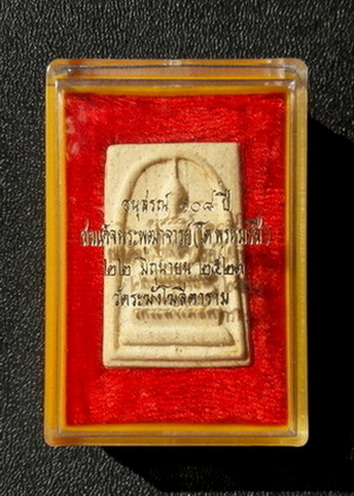 อนุสรณ์ ๑๐๘ ปี
สมเด็จพระพุฒาจารย์ (โต พรหมรังสี)
๒๒ มิถุนายน ๒๕๒๓
วัดระฆังโฆสิตาราม